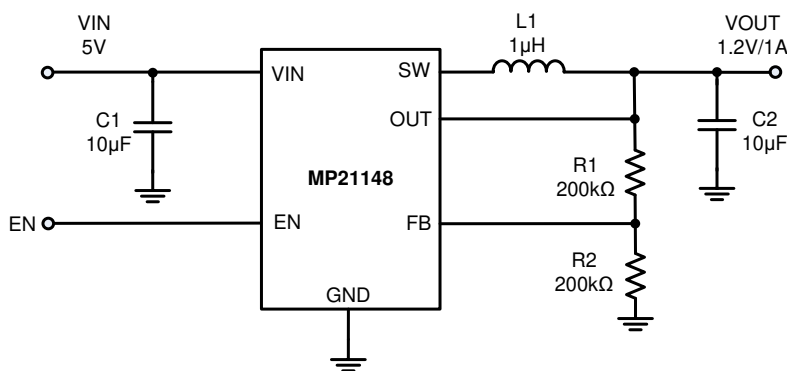 VIN
5V
L1
1µH
VOUT
1.2V/1A
VIN
SW
C1
10µF
OUT
C2
10µF
R1
200kΩ
MP21148
EN
EN
FB
R2
200kΩ
GND